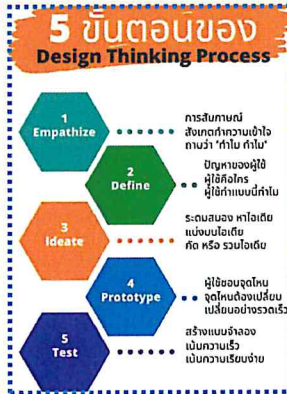 5 ขั้นตอนของ
Design Thinking Process
1
Empathize
การสัมภาษณ์
สังเกตทำความเข้าใจ
ถามว่า "ทำไม ทำไม"
2
Define
ปัญหาของผู้ใช้
ผู้ใช้คือใคร
ผู้ใช้ทำแบบนี้ทำไม
3
Ideate
ระดมสมอง หาไอเดีย
แบ่งบนไอเดีย
คัด หรือ รวมไอเดีย
4
Prototype
ผู้ใช้ชอบจุดไหน
จุดไหนต้องเปลี่ยน
เปลี่ยนอย่างรวดเร็ว
5
Test
สร้างแบบจำลอง
เน้นความเร็ว
เน้นความเรียบง่าย